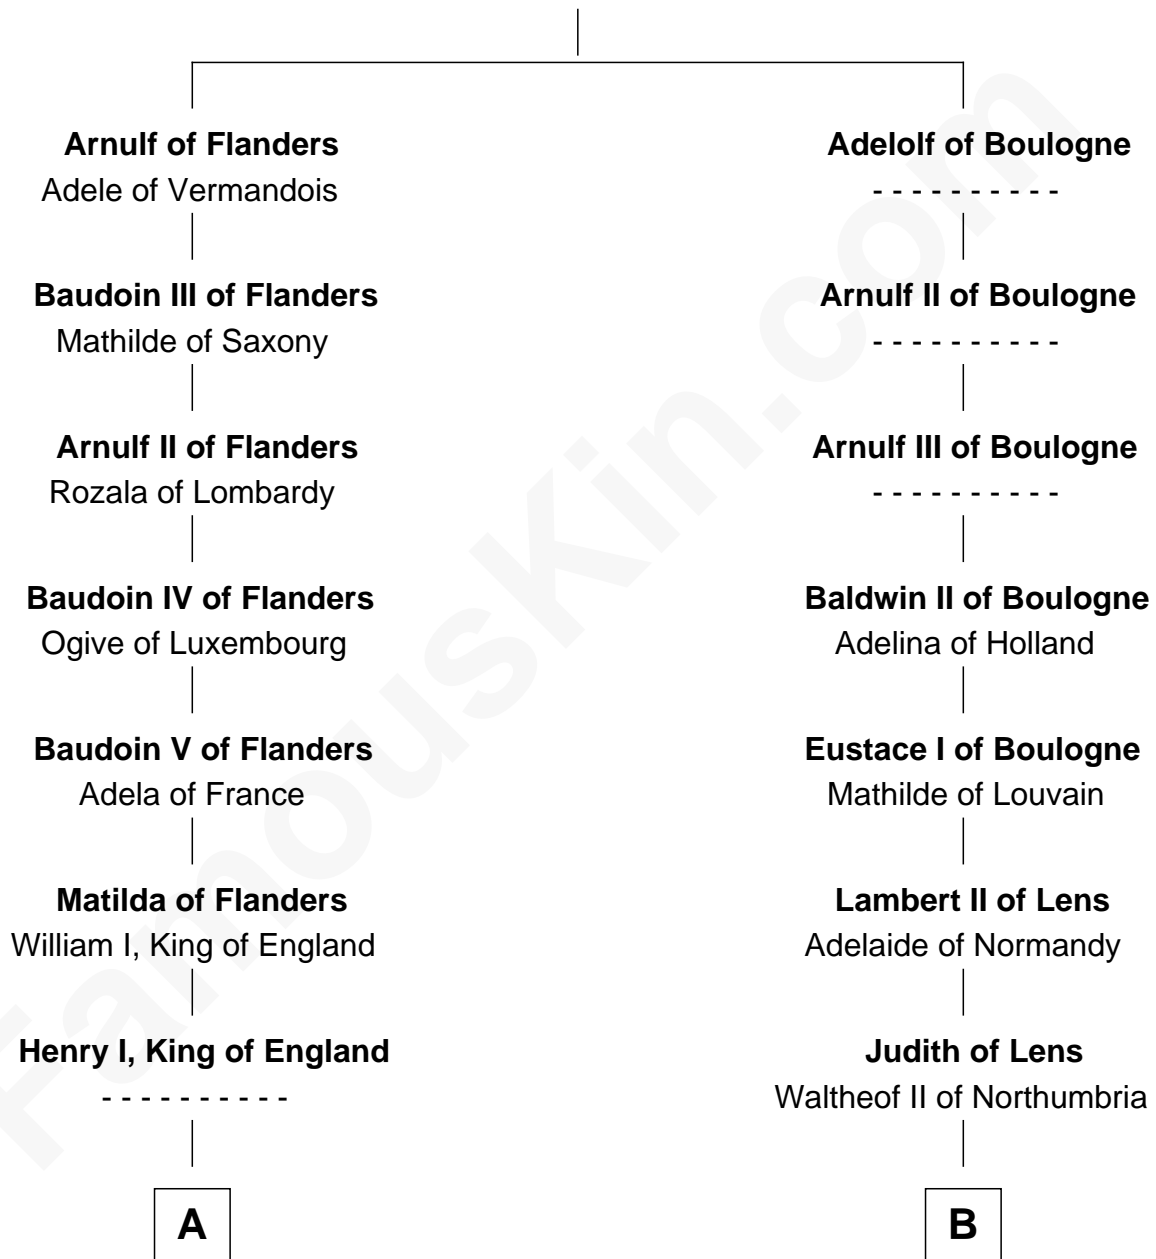 Arnulf of Flanders
Adele of Vermandois
Baudoin III of Flanders
Mathilde of Saxony
Arnulf II of Flanders
Rozala of Lombardy
Baudoin IV of Flanders
Ogive of Luxembourg
Baudoin V of Flanders
Adela of France
Matilda of Flanders
William I, King of England
Henry I, King of England
- - - - - - - - - -
A
Adelolf of Boulogne
- - - - - - - - - -
Arnulf II of Boulogne
- - - - - - - - - -
Arnulf III of Boulogne
- - - - - - - - - -
Baldwin II of Boulogne
Adelina of Holland
Eustace I of Boulogne
Mathilde of Louvain
Lambert II of Lens
Adelaide of Normandy
Judith of Lens
Waltheof II of Northumbria
B
FamousKin.com